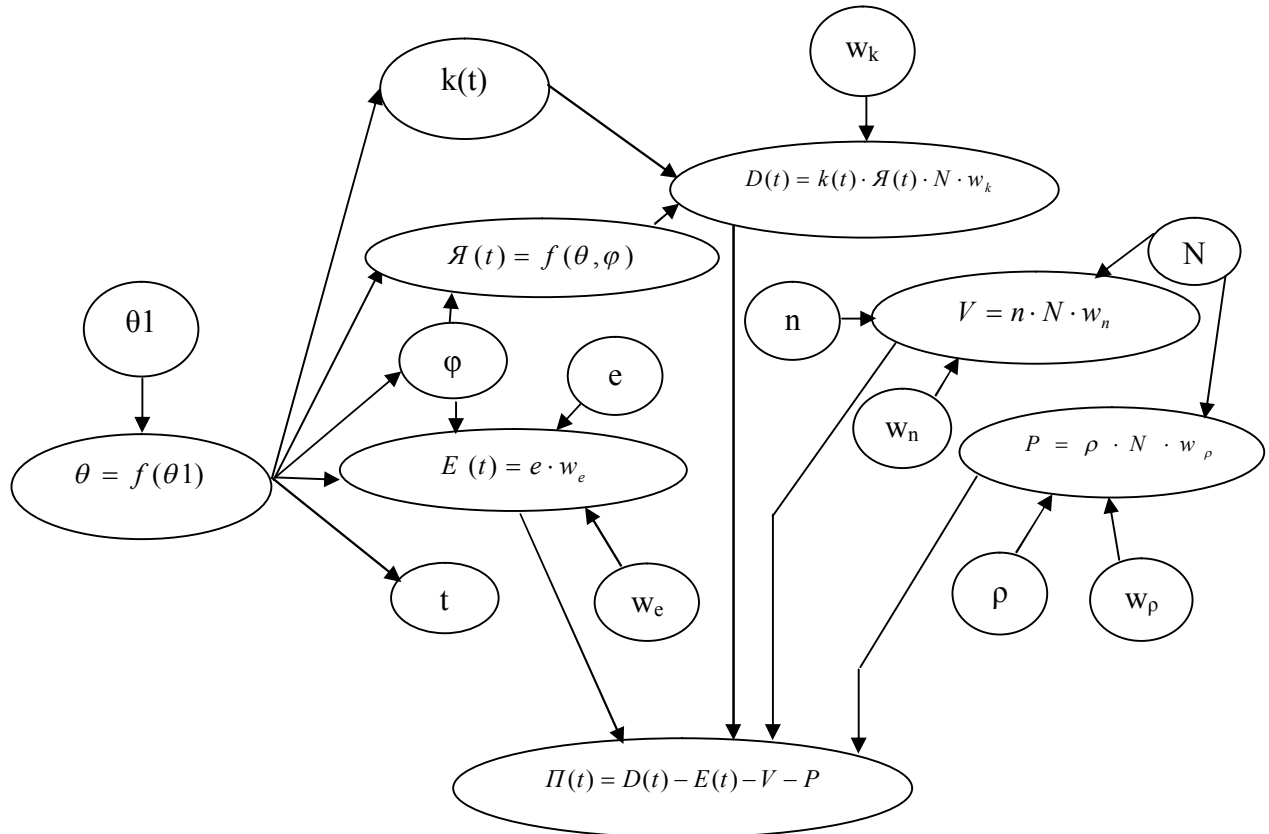 w_k
k(t)
D(t) = k(t) · Я(t) · N · w_k
Я (t) = f(θ, φ)
N
θ1
n
V = n · N · w_n
φ
e
w_n
P = ρ · N · w_ρ
θ = f(θ1)
E (t) = e · w_e
t
w_e
ρ
w_ρ
Π(t) = D(t) − E(t) − V − P